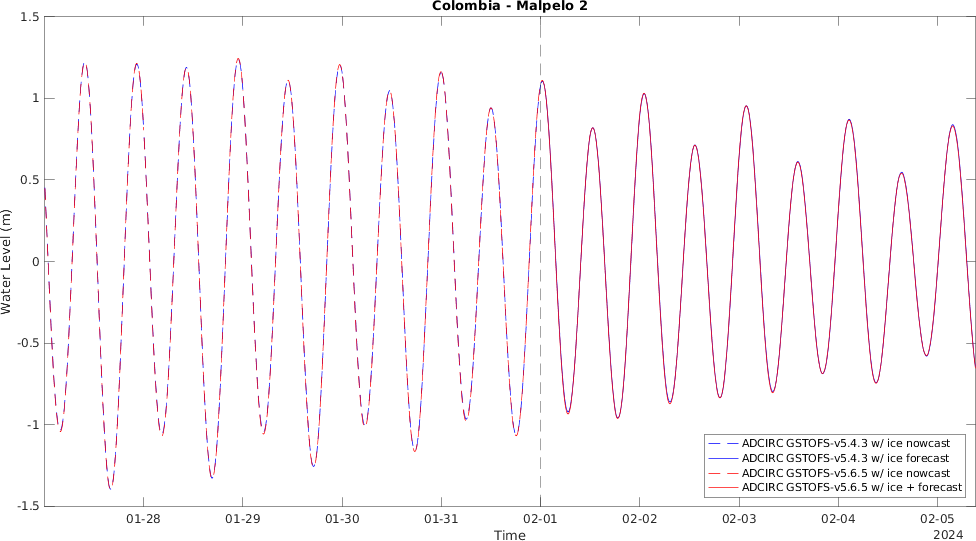 Colombia - Malpelo 2
1.5
1
0.5
0
-0.5
-1
-1.5
Water Level (m)
01-28
01-29
01-30
01-31
02-01
02-02
02-03
02-04
02-05
Time
2024
ADCIRC GSTOFS-v5.4.3 w/ ice nowcast
ADCIRC GSTOFS-v5.4.3 w/ ice forecast
ADCIRC GSTOFS-v5.6.5 w/ ice nowcast
ADCIRC GSTOFS-v5.6.5 w/ ice + forecast